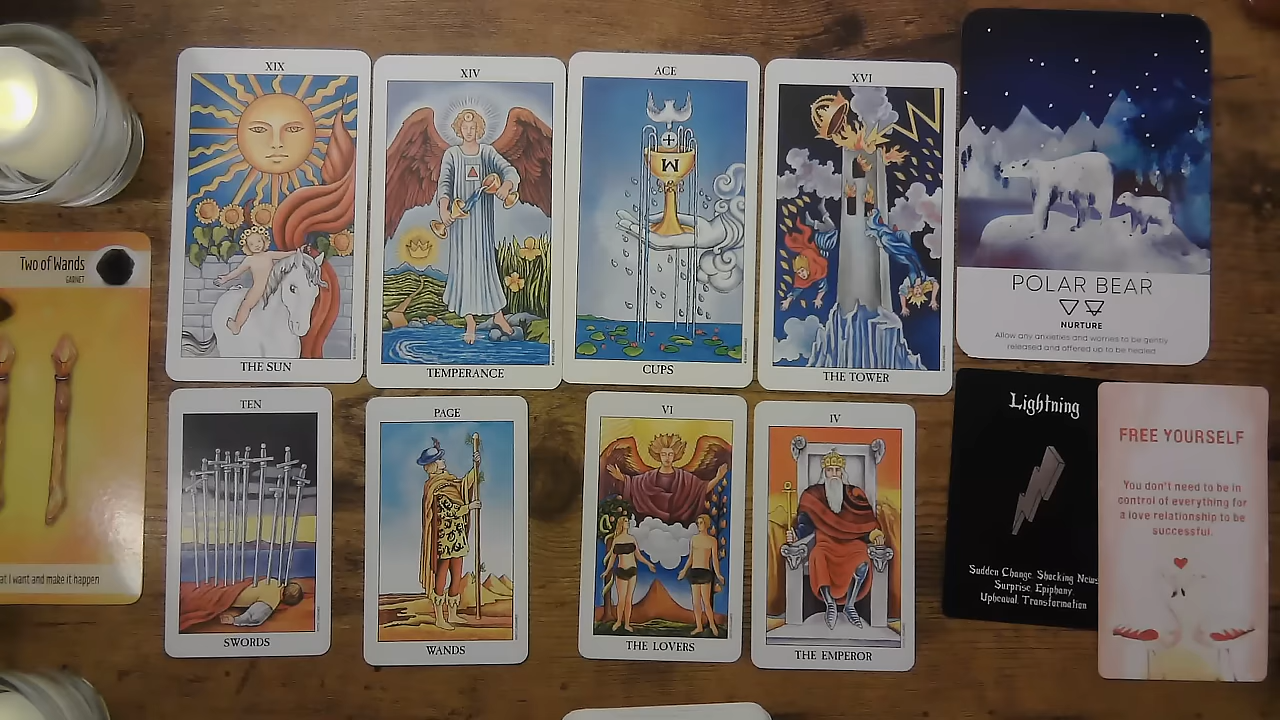 XIX
THE SUN
XIV
TEMPERANCE
ACE
CUPS
XVI
THE TOWER
POLAR BEAR
NURTURE
Allow any anxieties and worries to be gently
released and offered up to be healed
Two of Wands
GARNET
at I want and make it happen
TEN
SWORDS
PAGE
WANDS
VI
THE LOVERS
IV
THE EMPEROR
Lightning
Sudden Change, Shocking News
Surprise, Epiphany,
Upheaval, Transformation
FREE YOURSELF
You don't need to be in
control of everything for
a love relationship to be
successful.